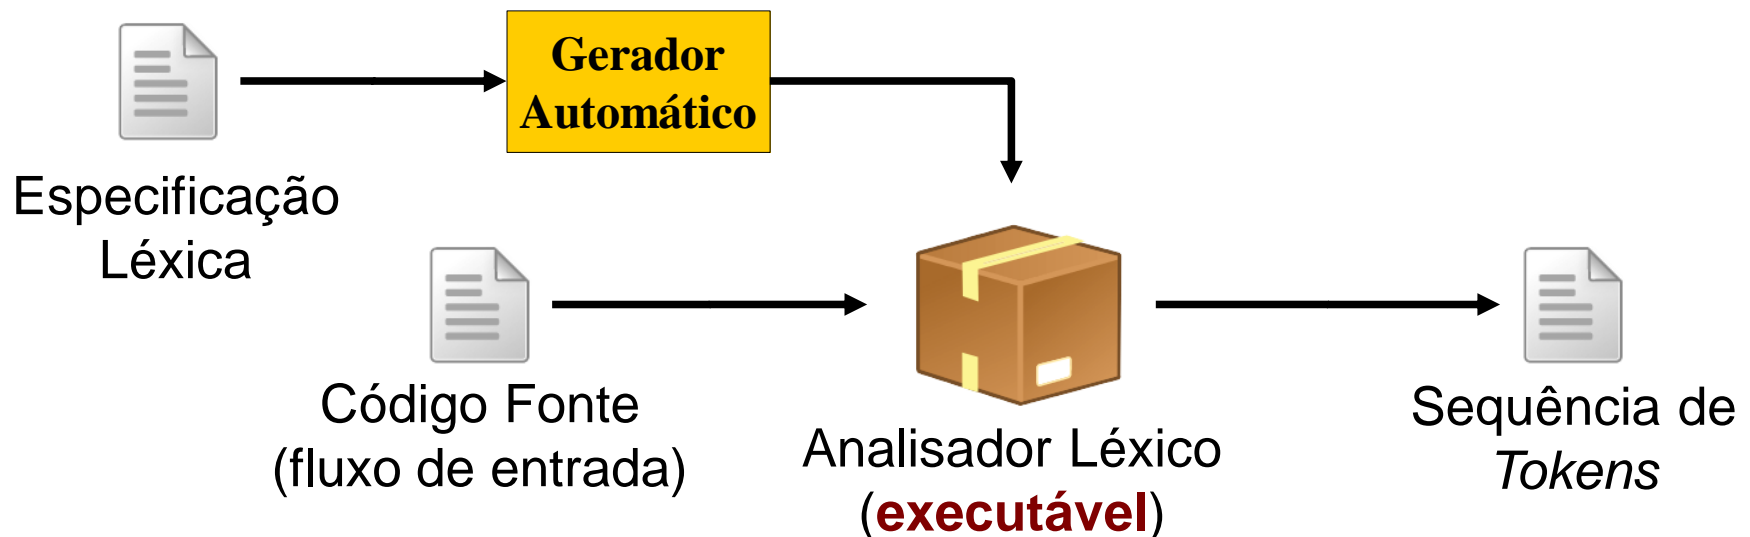 Gerador
Automático
Especificação
Léxica
Código Fonte
(fluxo de entrada)
Analisador Léxico
(executável)
Sequência de
Tokens